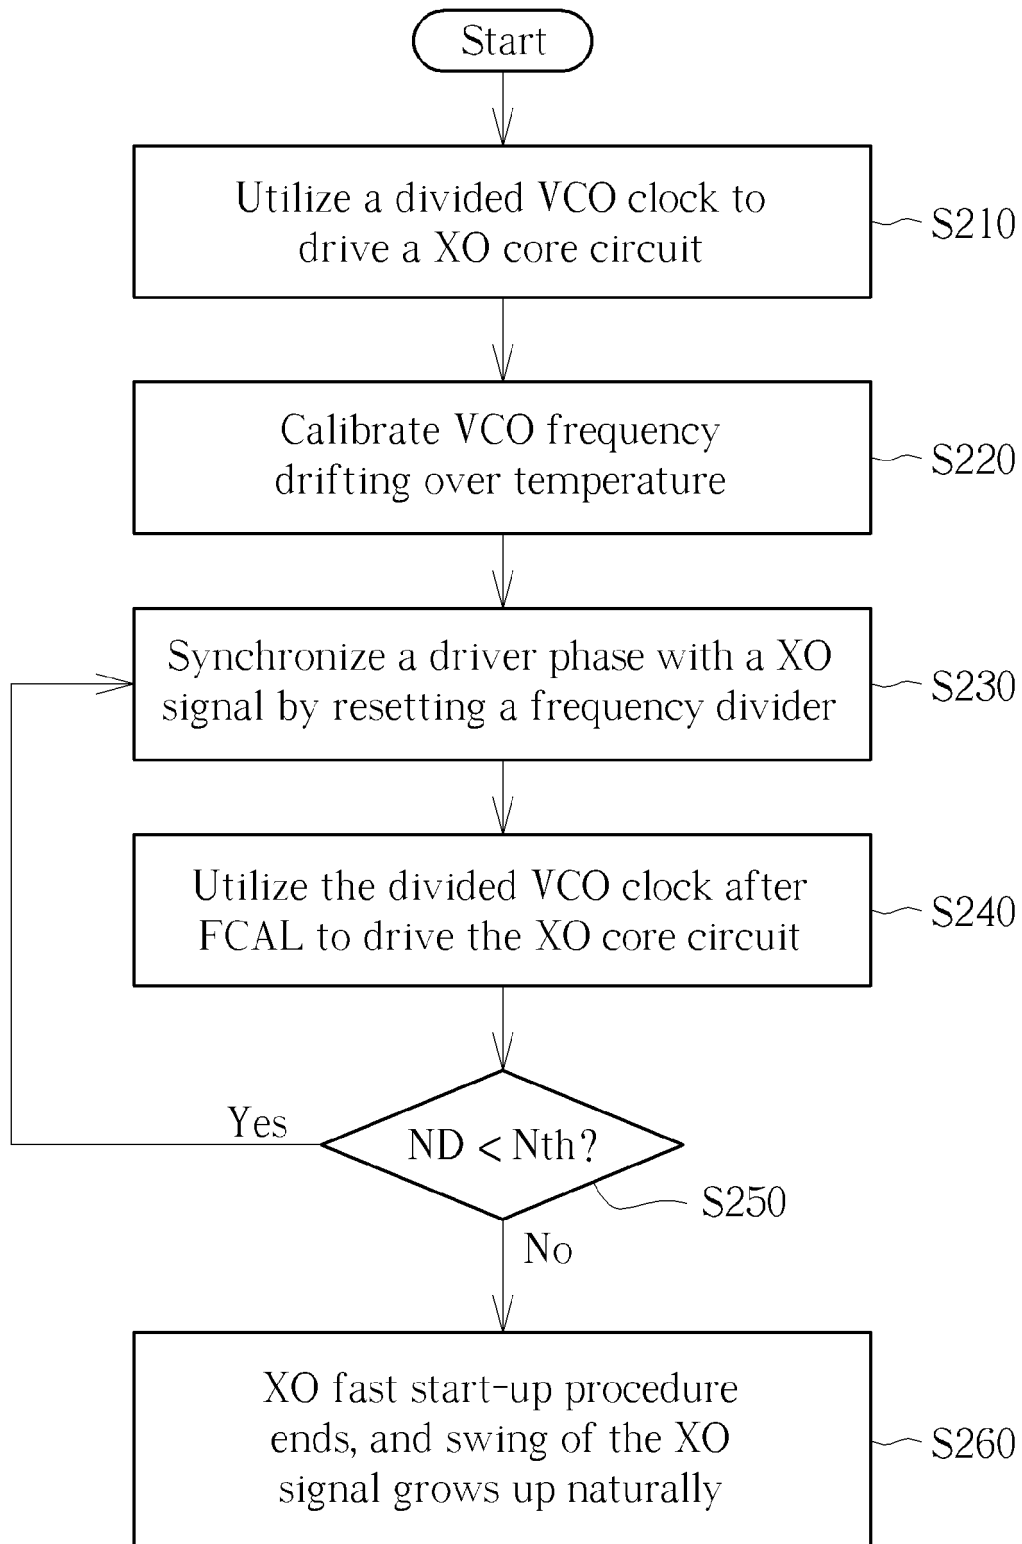 Start
Utilize a divided VCO clock to
drive a XO core circuit
S210
Calibrate VCO frequency
drifting over temperature
S220
Synchronize a driver phase with a XO
signal by resetting a frequency divider
S230
Utilize the divided VCO clock after
FCAL to drive the XO core circuit
S240
Yes
ND < Nth?
S250
No
XO fast start-up procedure
ends, and swing of the XO
signal grows up naturally
S260